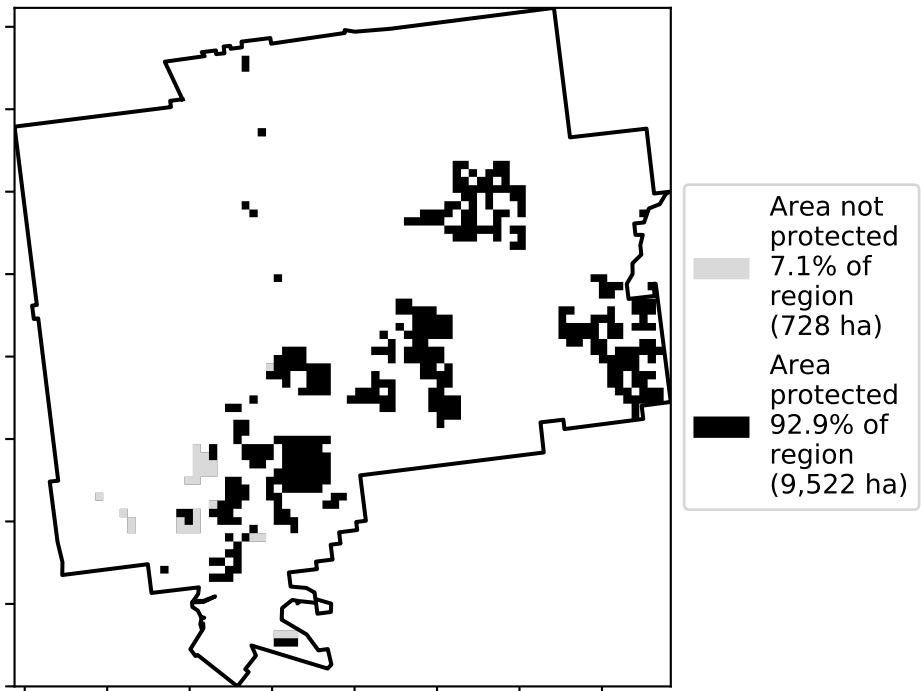 Area not
protected
7.1% of
region
(728 ha)
Area
protected
92.9% of
region
(9,522 ha)